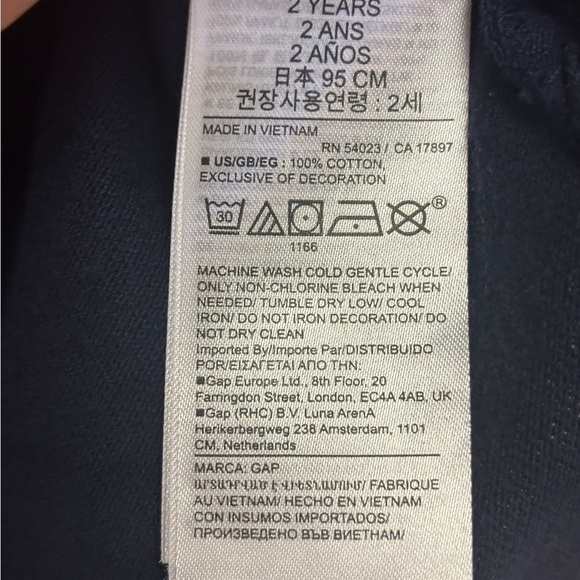 2 YEARS
2 ANS
2 AÑOS
日本 95 CM
권장사용연령 : 2세
MADE IN VIETNAM
RN 54023 / CA 17897
■ US/GB/EG : 100% COTTON,
EXCLUSIVE OF DECORATION
30
®
1166
MACHINE WASH COLD GENTLE CYCLE/
ONLY NON-CHLORINE BLEACH WHEN
NEEDED/ TUMBLE DRY LOW/ COOL
IRON/ DO NOT IRON DECORATION/ DO
NOT DRY CLEAN
Imported By/Importe Par/DISTRIBUIDO
POR/ΕΙΣΑΓΕΤΑΙ ΑΠΟ ΤΗΝ:
■Gap Europe Ltd., 8th Floor, 20
Farringdon Street, London, EC4A 4AB, UK
■Gap (RHC) B.V. Luna ArenA
Herikerbergweg 238 Amsterdam, 1101
CM, Netherlands
MARCA: GAP
ԱՐՏԱԴՐՎԱԾ Է ՎԻԵՏՆԱՄՈՒՄ/ FABRIQUE
AU VIETNAM/ HECHO EN VIETNAM
CON INSUMOS IMPORTADOS/
ПРОИЗВЕДЕНО ВЪВ ВИЕТНАМ/